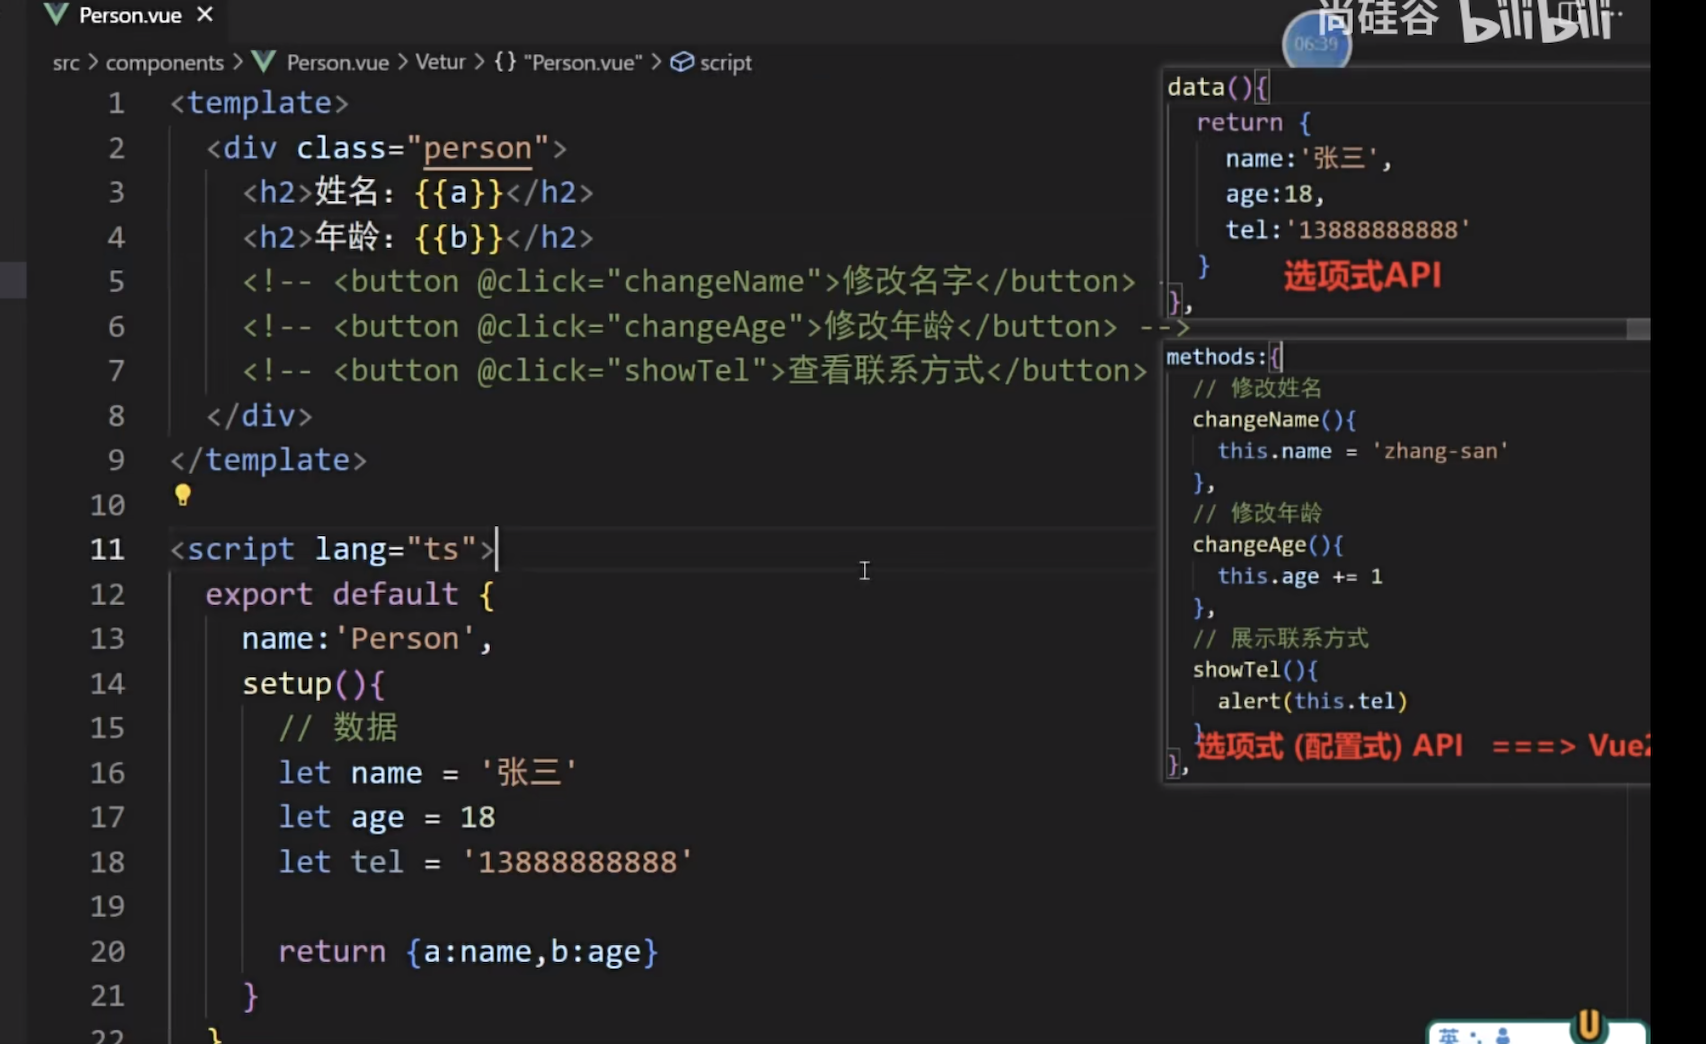 Person.vue ×
尚硅谷 bilibili
06:39
src > components > Person.vue > Vetur > {} "Person.vue" > script
1 <template>
2 <div class="person">
3 <h2>姓名：{{a}}</h2>
4 <h2>年龄：{{b}}</h2>
5 <!-- <button @click="changeName">修改名字</button>
6 <!-- <button @click="changeAge">修改年龄</button> -->
7 <!-- <button @click="showTel">查看联系方式</button>
8 </div>
9 </template>
10
11 <script lang="ts">
12 export default {
13 name:'Person',
14 setup(){
15 // 数据
16 let name = '张三'
17 let age = 18
18 let tel = '13888888888'
19
20 return {a:name,b:age}
21 }
22 }
data(){
return {
name:'张三',
age:18,
tel:'13888888888'
}
选项式API
},
methods:{
// 修改姓名
changeName(){
this.name = 'zhang-san'
},
// 修改年龄
changeAge(){
this.age += 1
},
// 展示联系方式
showTel(){
alert(this.tel)
}
选项式 (配置式) API ===> Vue2
},
英
U